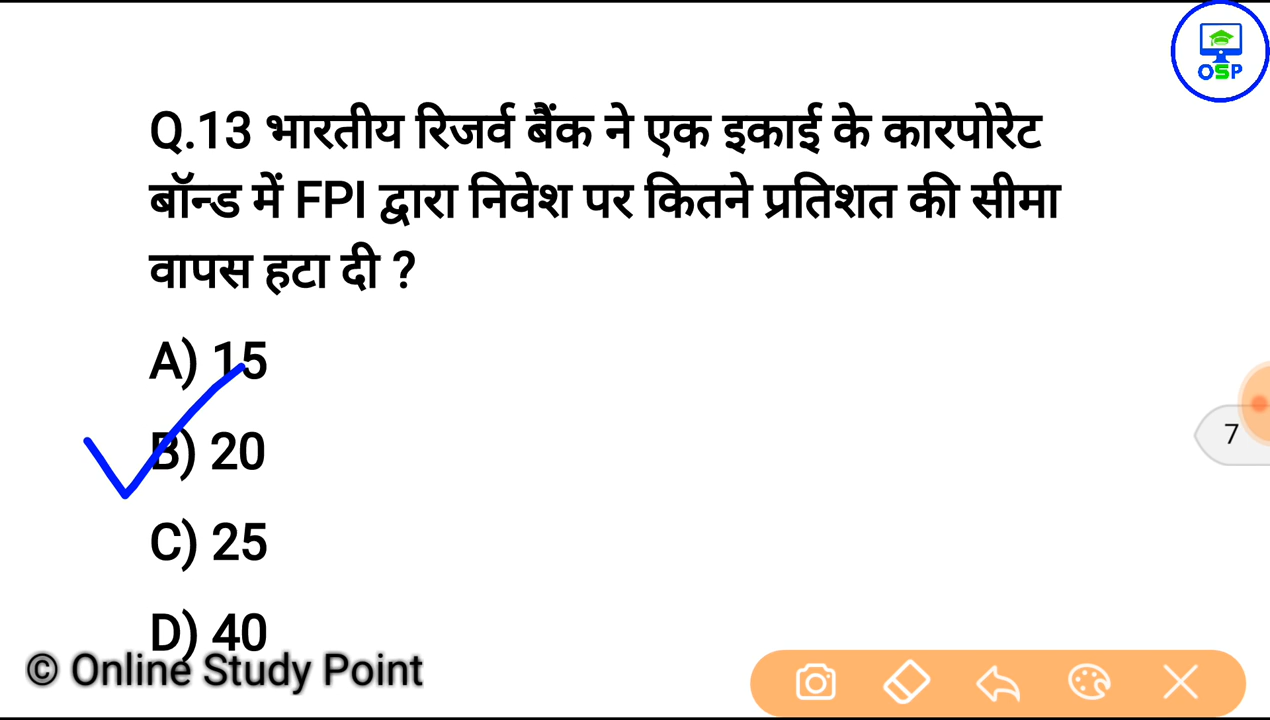 OSP
Q.13 भारतीय रिजर्व बैंक ने एक इकाई के कारपोरेट
बॉन्ड में FPI द्वारा निवेश पर कितने प्रतिशत की सीमा
वापस हटा दी ?
A) 15
B) 20
7
C) 25
D) 40
© Online Study Point